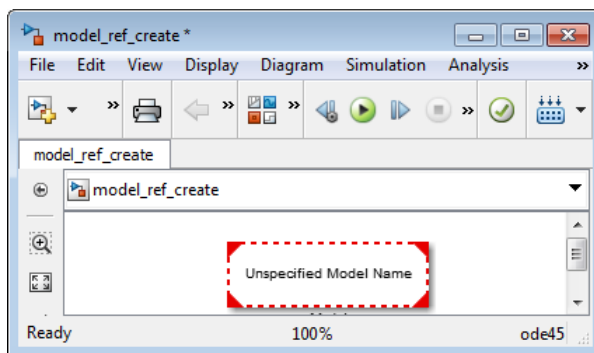 model_ref_create *
File Edit View Display Diagram Simulation Analysis »
» » » »
model_ref_create
model_ref_create
Unspecified Model Name
Ready 100% ode45